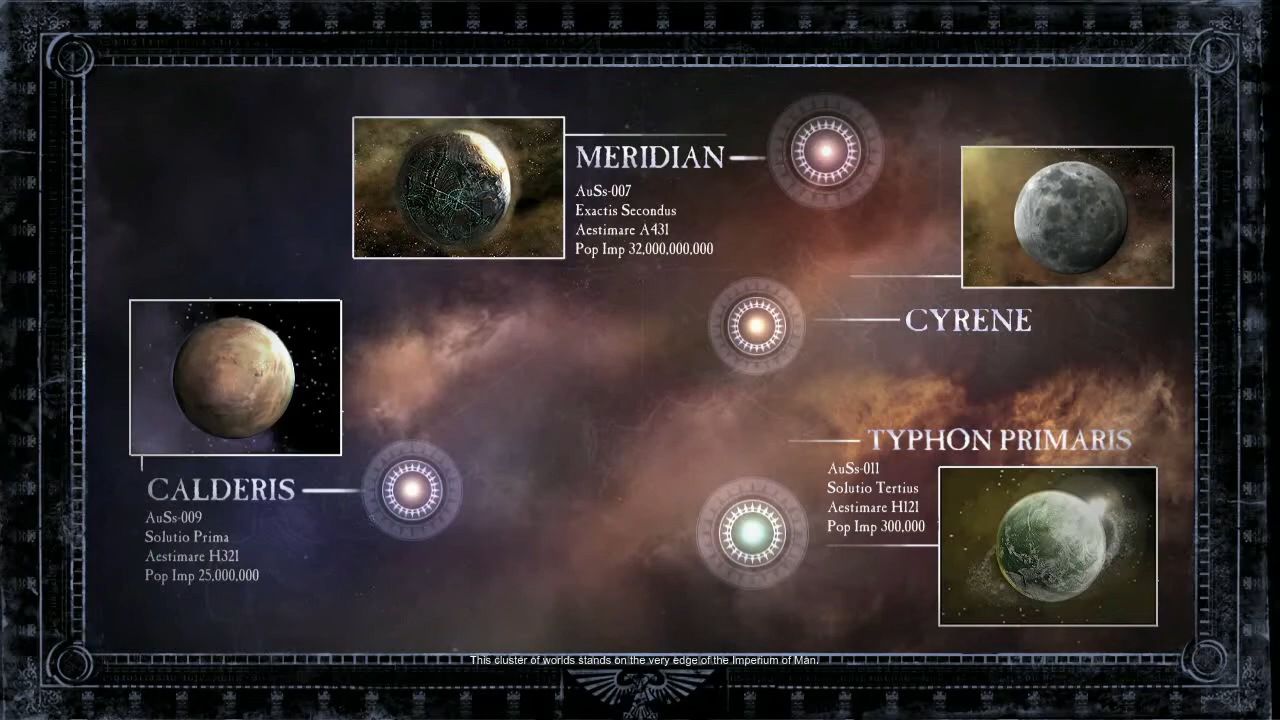 MERIDIAN
AuSs-007
Exactis Secondus
Aestimare A431
Pop Imp 32,000,000,000
CYRENE
TYPHON PRIMARIS
AuSs-011
Solutio Tertius
Aestimare H121
Pop Imp 300,000
CALDERIS
AuSs-009
Solutio Prima
Aestimare H321
Pop Imp 25,000,000
This cluster of worlds stands on the very edge of the Imperium of Man.